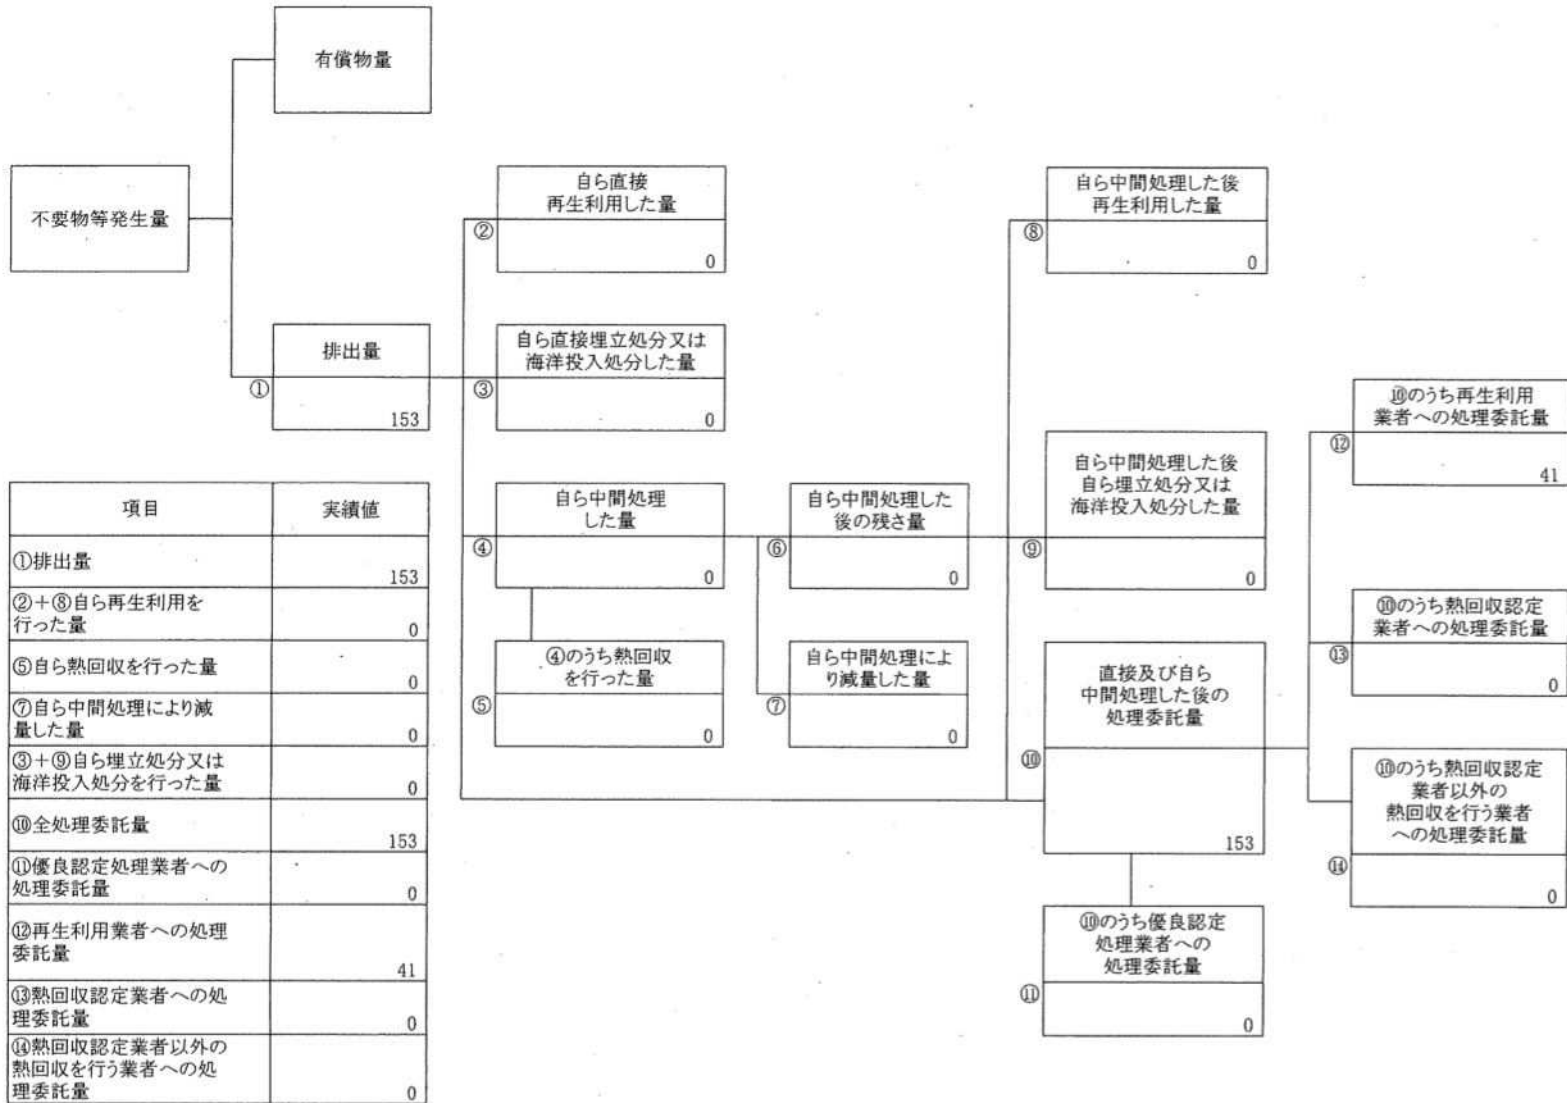 有償物量
不要物等発生量
自ら直接
再生利用した量
②
0
自ら中間処理した後
再生利用した量
⑧
0
排出量
①
153
自ら直接埋立処分又は
海洋投入処分した量
③
0
⑩のうち再生利用
業者への処理委託量
⑫
41
自ら中間処理
した量
④
0
自ら中間処理した
後の残さ量
⑥
0
自ら中間処理した後
自ら埋立処分又は
海洋投入処分した量
⑨
0
⑩のうち熱回収認定
業者への処理委託量
⑬
0
④のうち熱回収
を行った量
⑤
0
自ら中間処理によ
り減量した量
⑦
0
直接及び自ら
中間処理した後の
処理委託量
⑩
153
⑩のうち熱回収認定
業者以外の
熱回収を行う業者
への処理委託量
⑭
0
⑩のうち優良認定
処理業者への
処理委託量
⑪
0
項目
実績値
①排出量
153
②＋⑧自ら再生利用を
行った量
0
⑤自ら熱回収を行った量
0
⑦自ら中間処理により減
量した量
0
③＋⑨自ら埋立処分又は
海洋投入処分を行った量
0
⑩全処理委託量
153
⑪優良認定処理業者への
処理委託量
0
⑫再生利用業者への処理
委託量
41
⑬熱回収認定業者への処
理委託量
0
⑭熱回収認定業者以外の
熱回収を行う業者への処
理委託量
0